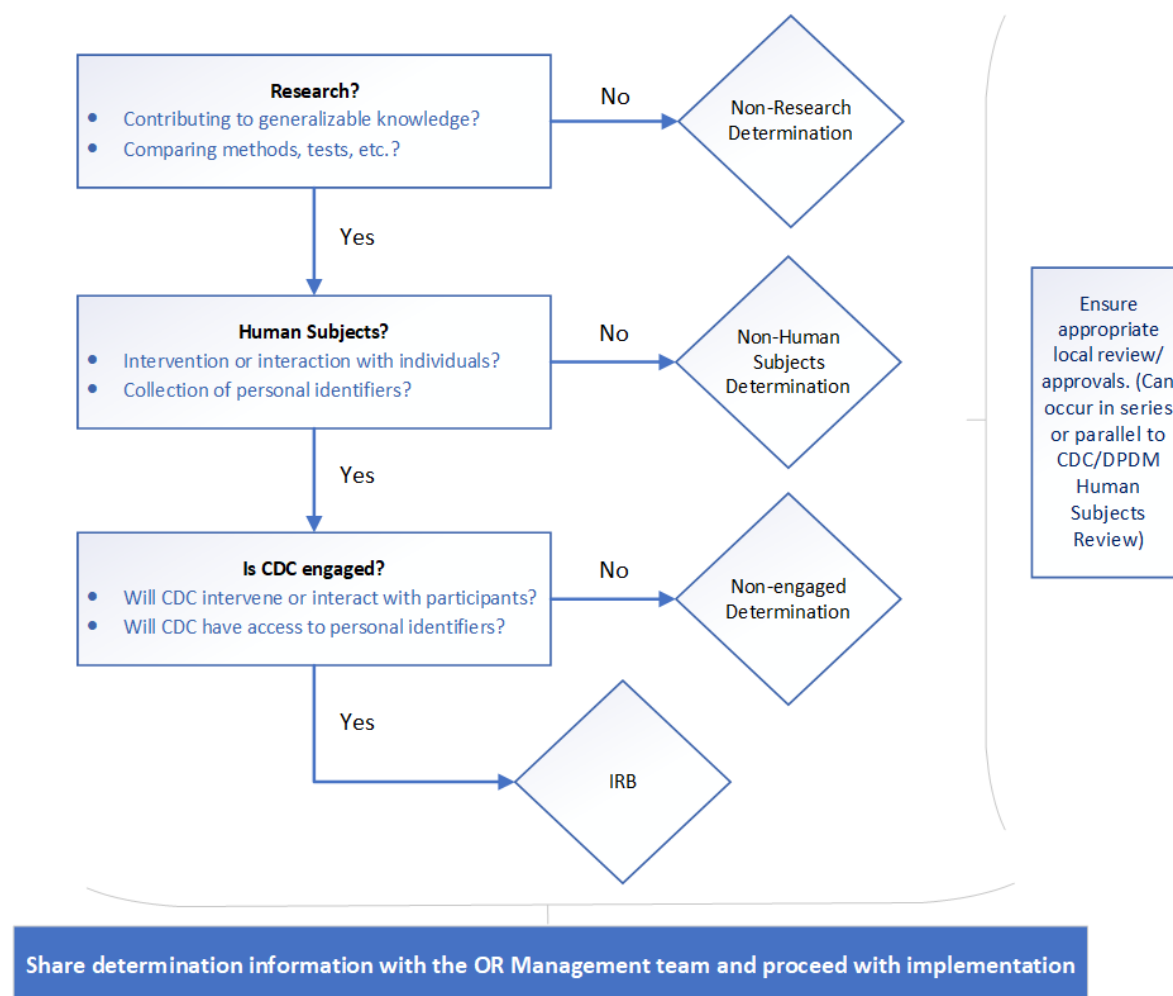 Research?
• Contributing to generalizable knowledge?
• Comparing methods, tests, etc.?
No
Non-Research
Determination
Yes
Human Subjects?
• Intervention or interaction with individuals?
• Collection of personal identifiers?
No
Non-Human
Subjects
Determination
Yes
Is CDC engaged?
• Will CDC intervene or interact with participants?
• Will CDC have access to personal identifiers?
No
Non-engaged
Determination
Yes
IRB
Ensure
appropriate
local review/
approvals. (Can
occur in series
or parallel to
CDC/DPDM
Human
Subjects
Review)
Share determination information with the OR Management team and proceed with implementation